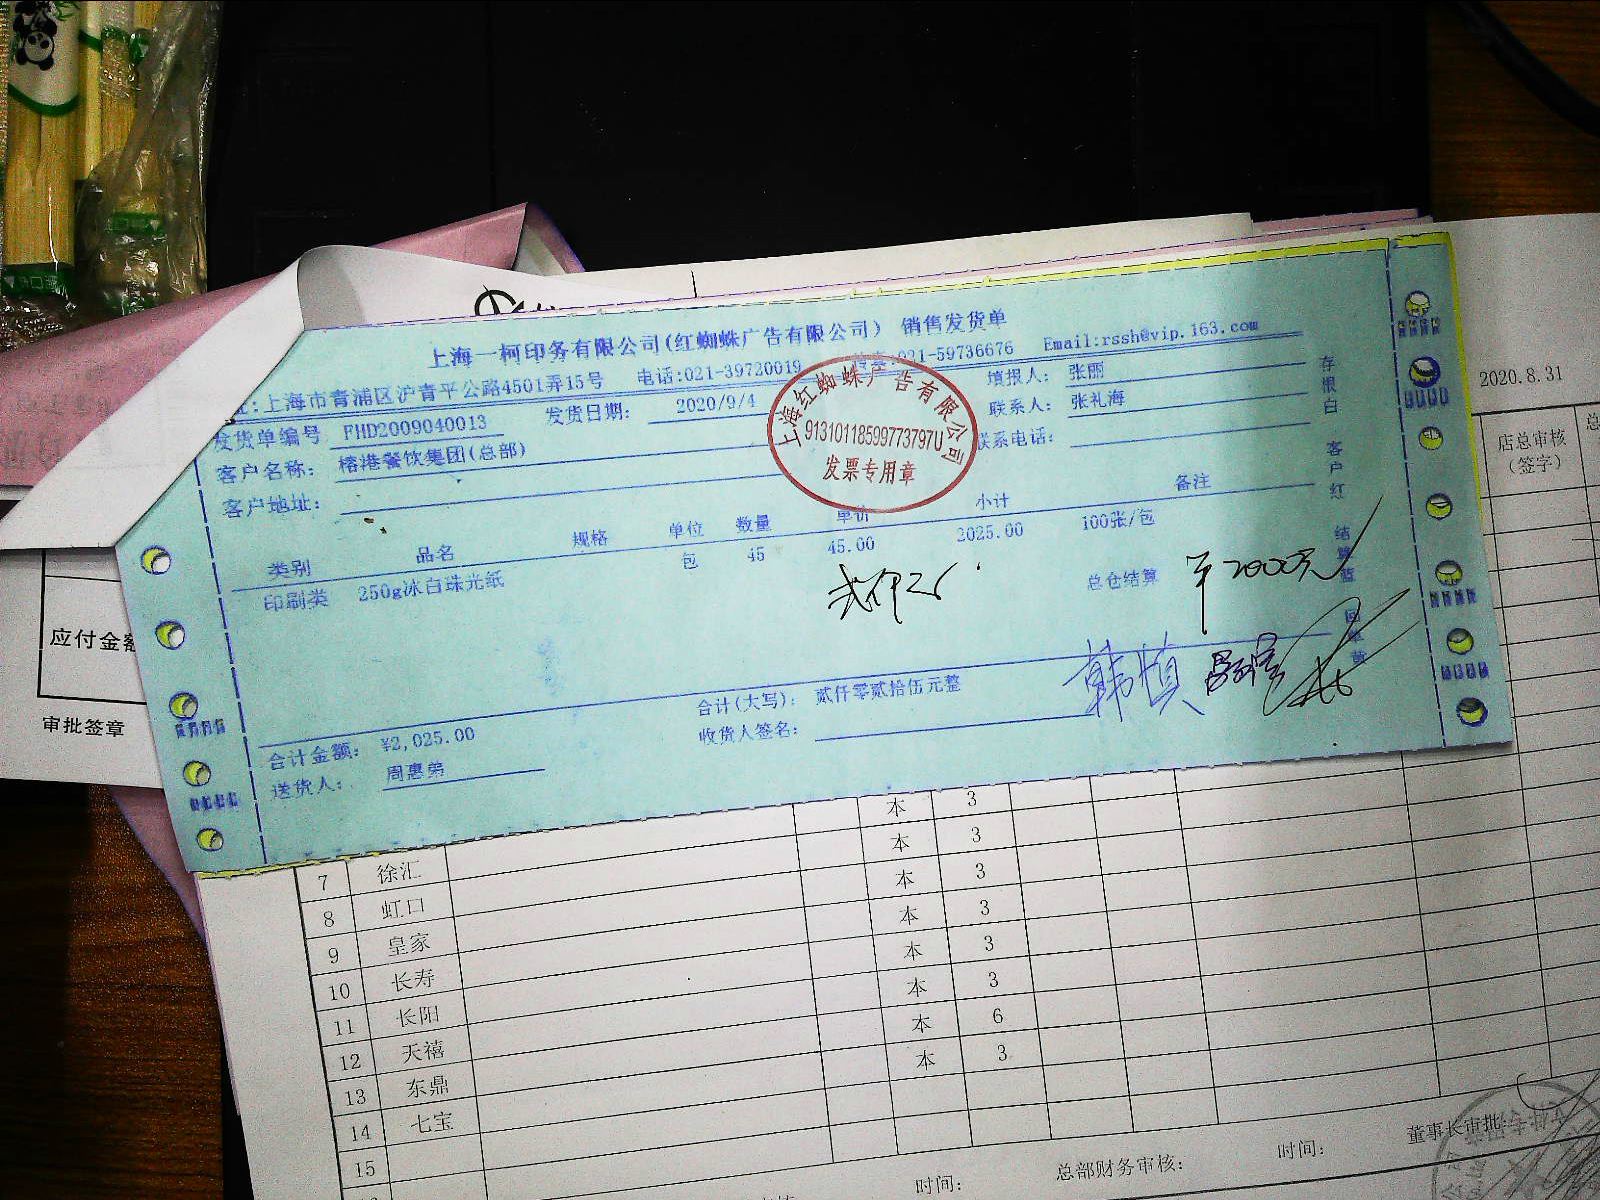 上海一柯印务有限公司(红蜘蛛广告有限公司) 销售发货单
:上海市青浦区沪青平公路4501弄15号 电话:021-39720019 021-59736676 Email:rssh@vip.163.com
发货单编号 FHD2009040013 发货日期: 2020/9/4 填报人: 张丽
客户名称: 榕港餐饮集团(总部) 联系人: 张礼海
客户地址: 联系电话:
上海红蜘蛛广告有限公司
91310118599773797U
发票专用章
类别 品名 规格 单位 数量 单价 小计 备注
印刷类 250g冰白珠光纸 包 45 45.00 2025.00 100张/包
总仓结算 ¥2000元
合计金额: ¥2,025.00 合计(大写): 贰仟零贰拾伍元整
送货人: 周惠弟 收货人签名:
韩慎
存根白 客户红 结算蓝 回单黄
2020.8.31
店总审核
(签字)
应付金额
审批签章
本 3
本 3
7 徐汇 本 3
8 虹口 本 3
9 皇家 本 3
10 长寿 本 3
11 长阳 本 6
12 天禧 本 3
13 东鼎
14 七宝
15
时间: 总部财务审核: 时间: 董事长审批: